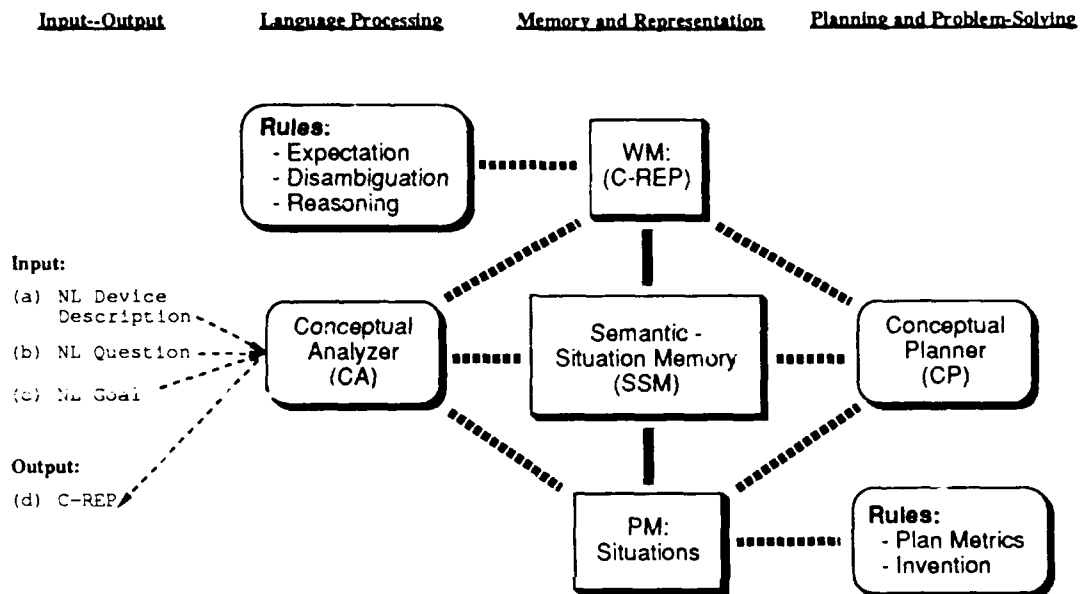 Input--Output
Language Processing
Memory and Representation
Planning and Problem-Solving
Rules:
- Expectation
- Disambiguation
- Reasoning
WM:
(C-REP)
Input:
(a) NL Device
Description
(b) NL Question
(c) NL Goal
Output:
(d) C-REP
Conceptual
Analyzer
(CA)
Semantic -
Situation Memory
(SSM)
Conceptual
Planner
(CP)
PM:
Situations
Rules:
- Plan Metrics
- Invention